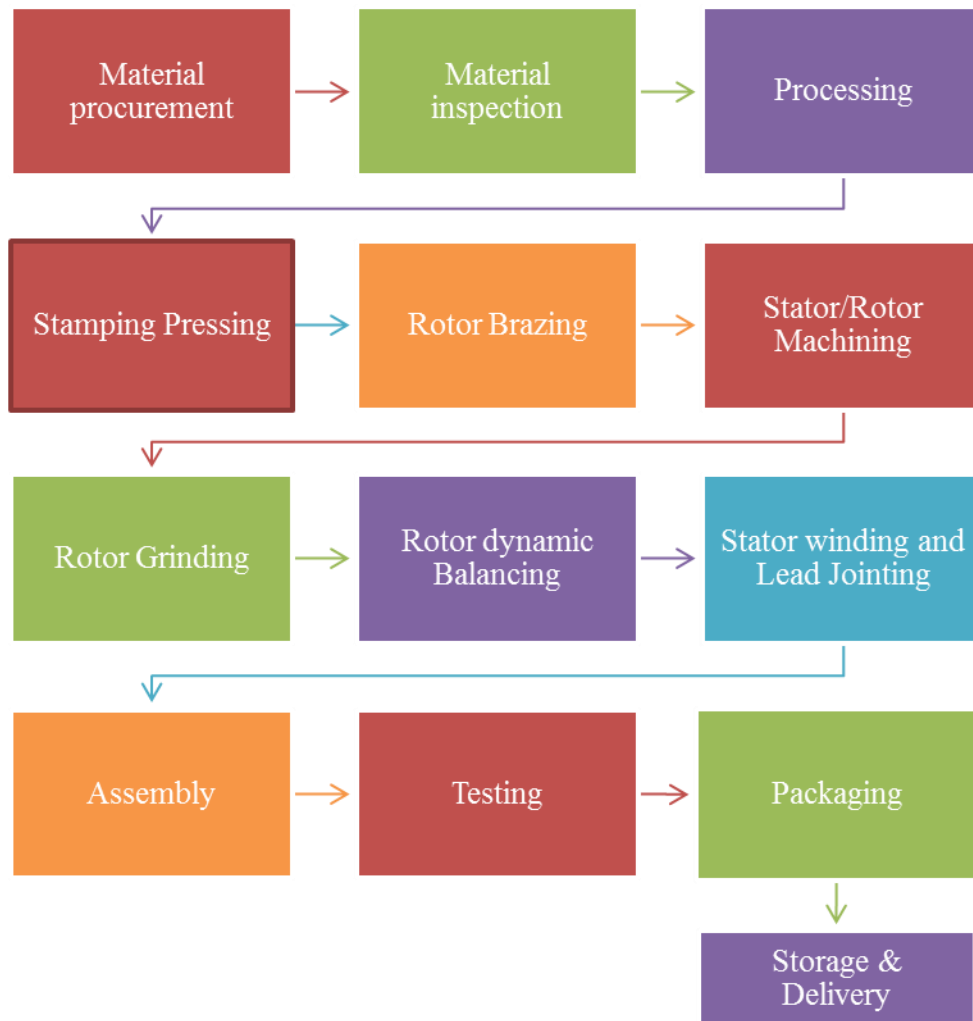 Material
procurement
Material
inspection
Processing
Stamping Pressing
Rotor Brazing
Stator/Rotor
Machining
Rotor Grinding
Rotor dynamic
Balancing
Stator winding and
Lead Jointing
Assembly
Testing
Packaging
Storage &
Delivery